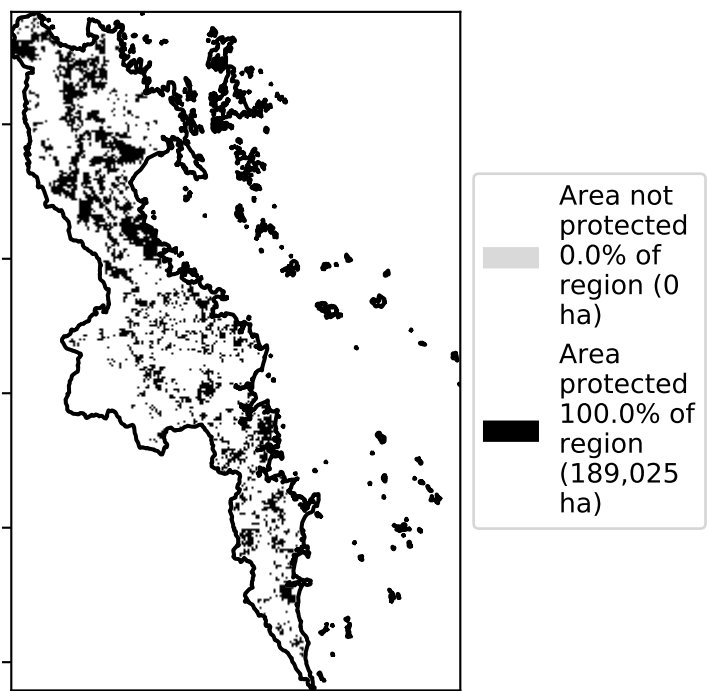 Area not
protected
0.0% of
region (0
ha)
Area
protected
100.0% of
region
(189,025
ha)